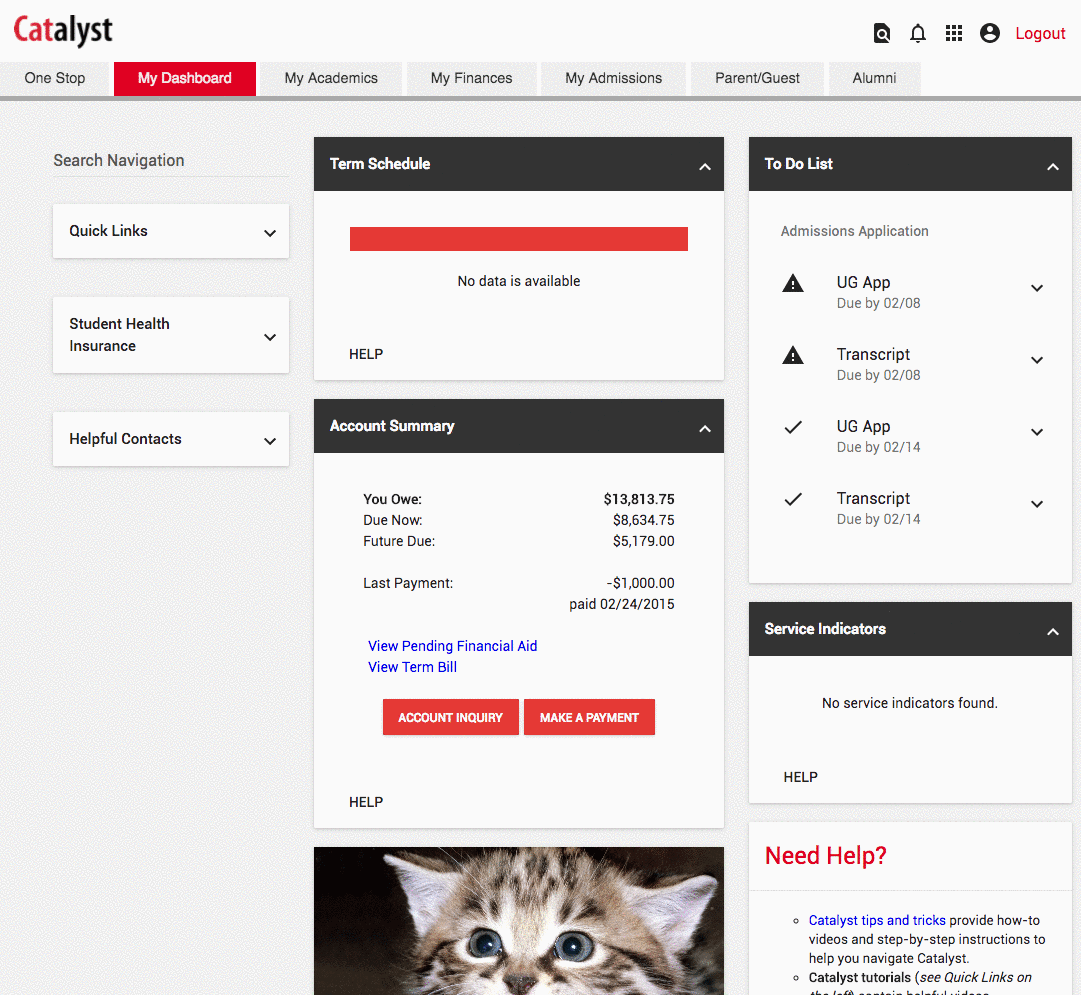 Catalyst
Logout
One Stop
My Dashboard
My Academics
My Finances
My Admissions
Parent/Guest
Alumni
Search Navigation
Quick Links
Student Health
Insurance
Helpful Contacts
Term Schedule
No data is available
HELP
Account Summary
You Owe: $13,813.75
Due Now: $8,634.75
Future Due: $5,179.00
Last Payment: -$1,000.00
paid 02/24/2015
View Pending Financial Aid
View Term Bill
ACCOUNT INQUIRY
MAKE A PAYMENT
HELP
To Do List
Admissions Application
UG App
Due by 02/08
Transcript
Due by 02/08
UG App
Due by 02/14
Transcript
Due by 02/14
Service Indicators
No service indicators found.
HELP
Need Help?
Catalyst tips and tricks provide how-to
videos and step-by-step instructions to
help you navigate Catalyst.
Catalyst tutorials (see Quick Links on
the left) contain helpful videos